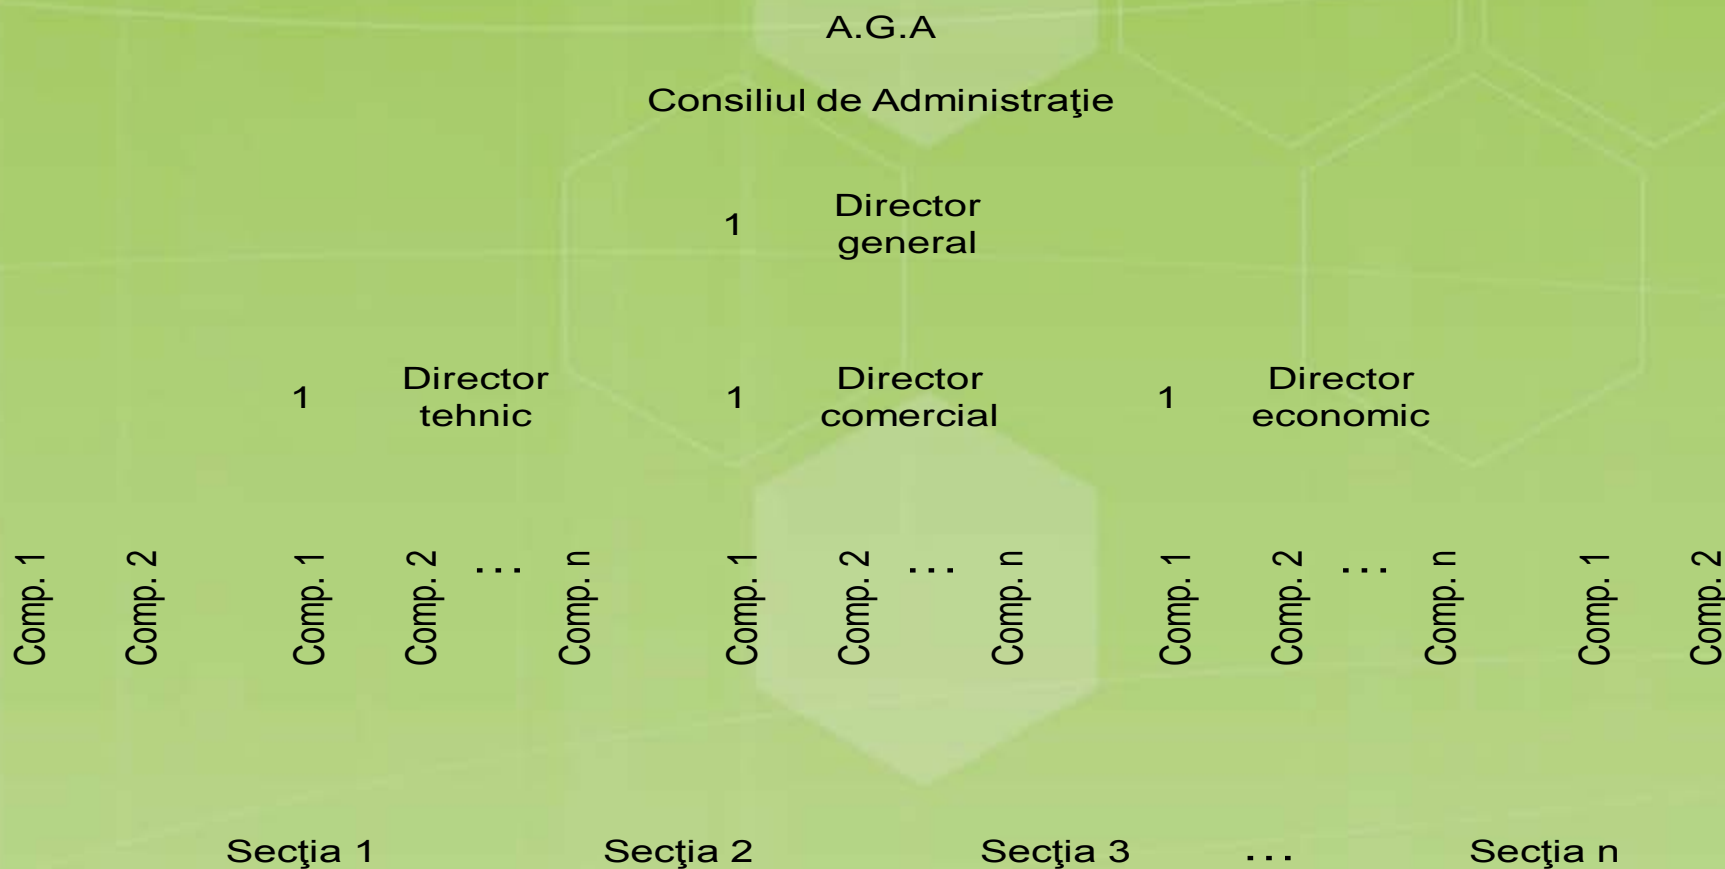 A.G.A
Consiliul de Administraţie
1 Director
general
1 Director
tehnic
1 Director
comercial
1 Director
economic
Comp. 1
Comp. 2
Comp. 1
Comp. 2
...
Comp. n
Comp. 1
Comp. 2
...
Comp. n
Comp. 1
Comp. 2
...
Comp. n
Comp. 1
Comp. 2
Secţia 1 Secţia 2 Secţia 3 ... Secţia n